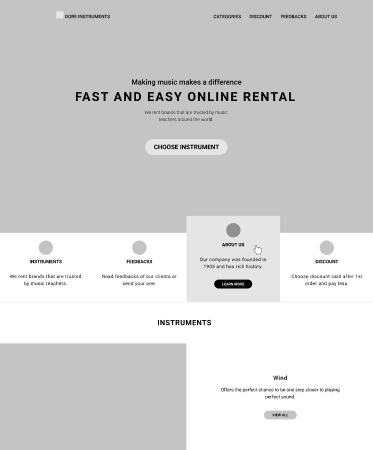 DORE INSTRUMENTS
CATEGORIES DISCOUNT FEEDBACKS ABOUT US
Making music makes a difference
FAST AND EASY ONLINE RENTAL
We rent brands that are trusted by music
teachers around the world.
CHOOSE INSTRUMENT
INSTRUMENTS
We rent brands that are trusted
by music teachers.
FEEDBACKS
Read feedbacks of our clients or
send your one.
ABOUT US
Our company was founded in
1905 and has rich history.
LEARN MORE
DISCOUNT
Choose discount card after 1st
order and pay less.
INSTRUMENTS
Wind
Offers the perfect chance to be one step closer to playing
perfect sound.
VIEW ALL